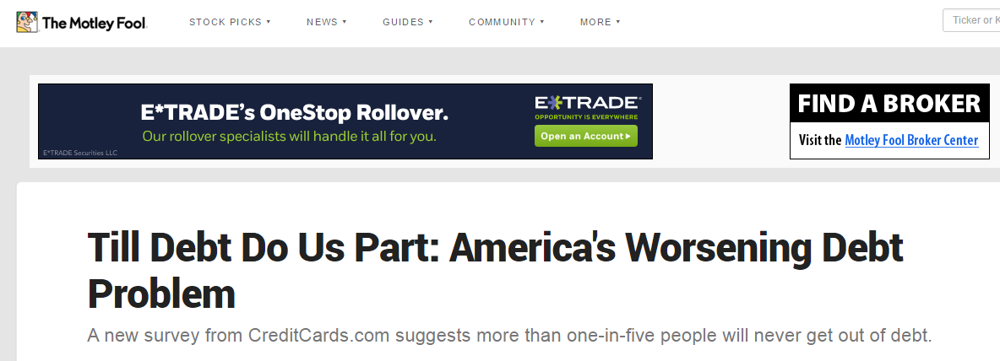 The Motley Fool.
STOCK PICKS ▾
NEWS ▾
GUIDES ▾
COMMUNITY ▾
MORE ▾
Ticker or K
E*TRADE's OneStop Rollover.
Our rollover specialists will handle it all for you.
E*TRADE Securities LLC
E*TRADE
OPPORTUNITY IS EVERYWHERE
Open an Account ▸
FIND A BROKER
Visit the Motley Fool Broker Center
Till Debt Do Us Part: America's Worsening Debt
Problem
A new survey from CreditCards.com suggests more than one-in-five people will never get out of debt.